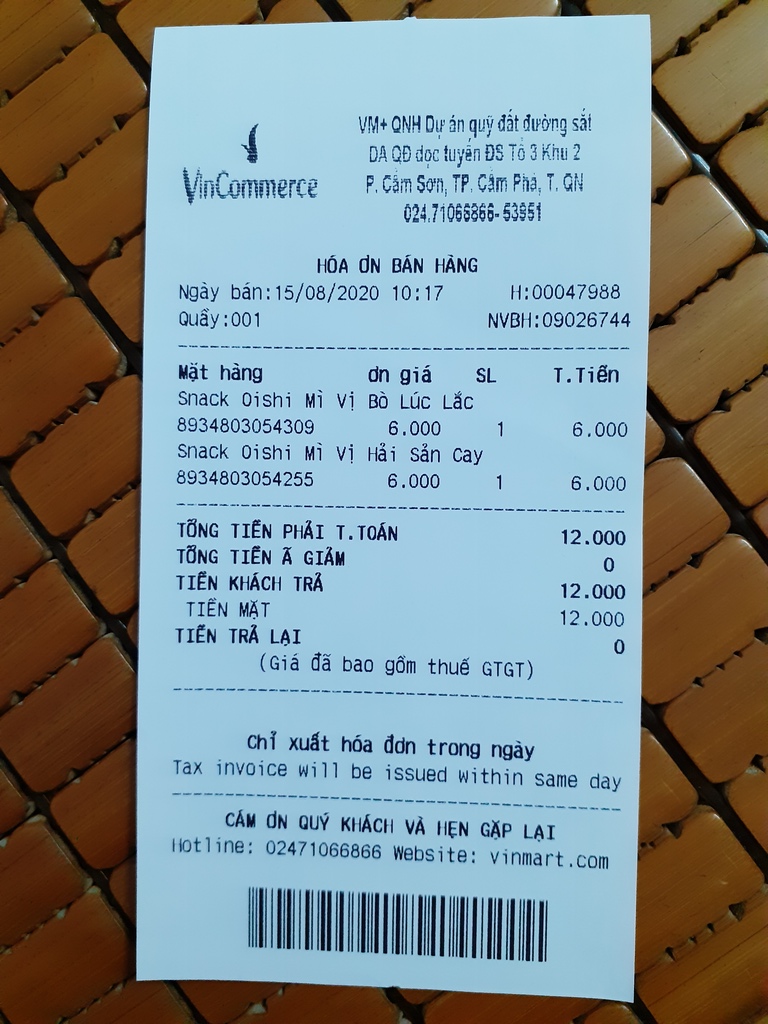 VinCommerce
VM+ QNH Dự án quỹ đất đường sắt
DA QĐ dọc tuyến ĐS Tổ 3 Khu 2
P. Cẩm Sơn, TP. Cẩm Phả, T. QN
024.71066866-53951
HÓA ƠN BÁN HÀNG
Ngày bán:15/08/2020 10:17 H:00047988
Quầy:001 NVBH:09026744
Mặt hàng ơn giá SL T.Tiền
Snack Oishi Mì Vị Bò Lúc Lắc
8934803054309 6.000 1 6.000
Snack Oishi Mì Vị Hải Sản Cay
8934803054255 6.000 1 6.000
TỔNG TIỀN PHẢI T.TOÁN 12.000
TỔNG TIỀN Ã GIẢM 0
TIỀN KHÁCH TRẢ 12.000
TIỀN MẶT 12.000
TIỀN TRẢ LẠI 0
(Giá đã bao gồm thuế GTGT)
Chỉ xuất hóa đơn trong ngày
Tax invoice will be issued within same day
CẢM ƠN QUÝ KHÁCH VÀ HẸN GẶP LẠI
Hotline: 02471066866 Website: vinmart.com